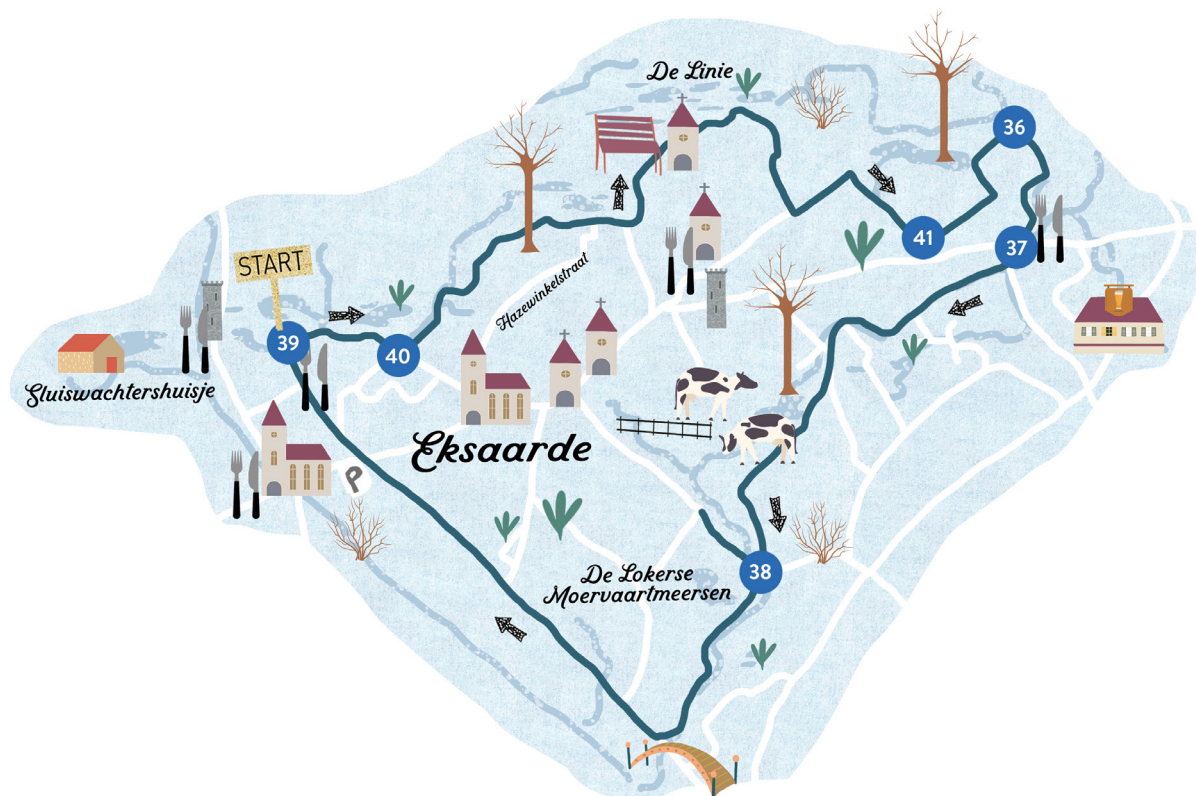 De Linie
36
41
37
START
Hazewinkelstraat
39
40
Sluiswachtershuisje
Eksaarde
P
38
De Lokerse
Moervaartmeersen